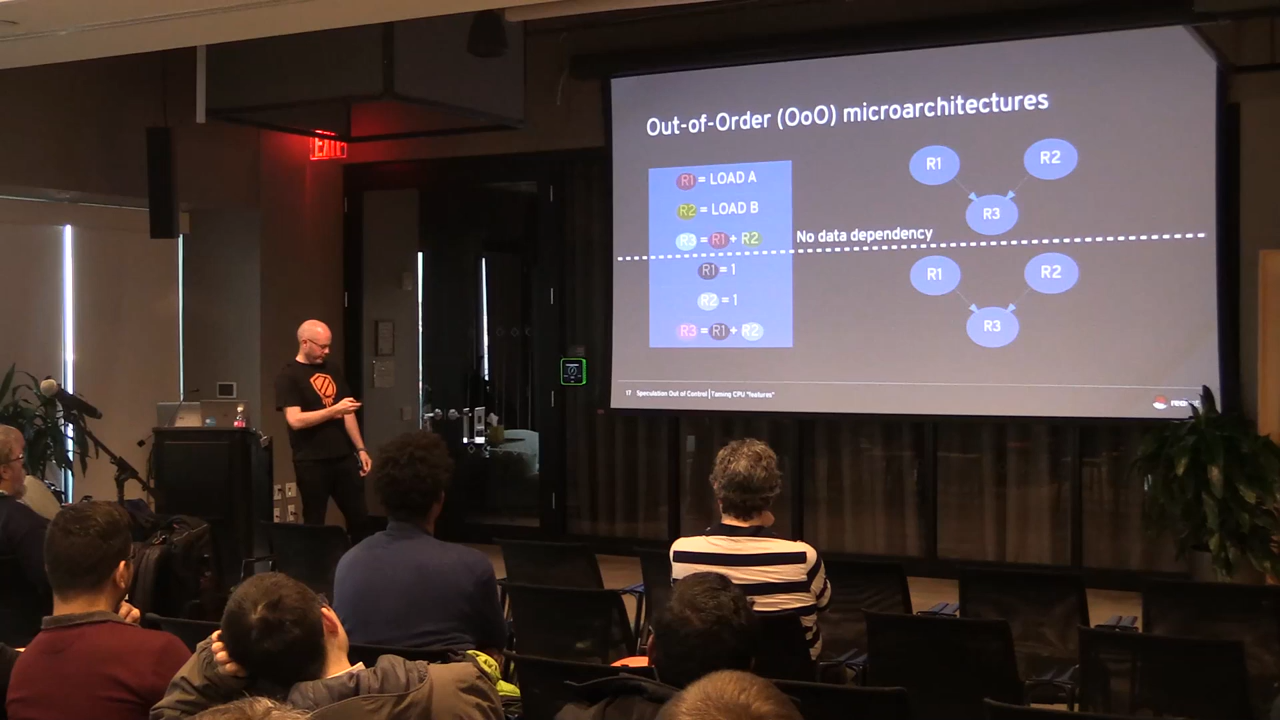 EXIT
Out-of-Order (OoO) microarchitectures
R1 = LOAD A
R2 = LOAD B
R3 = R1 + R2
R1 = 1
R2 = 1
R3 = R1 + R2
No data dependency
R1
R2
R3
R1
R2
R3
17 Speculation Out of Control | Taming CPU "features"